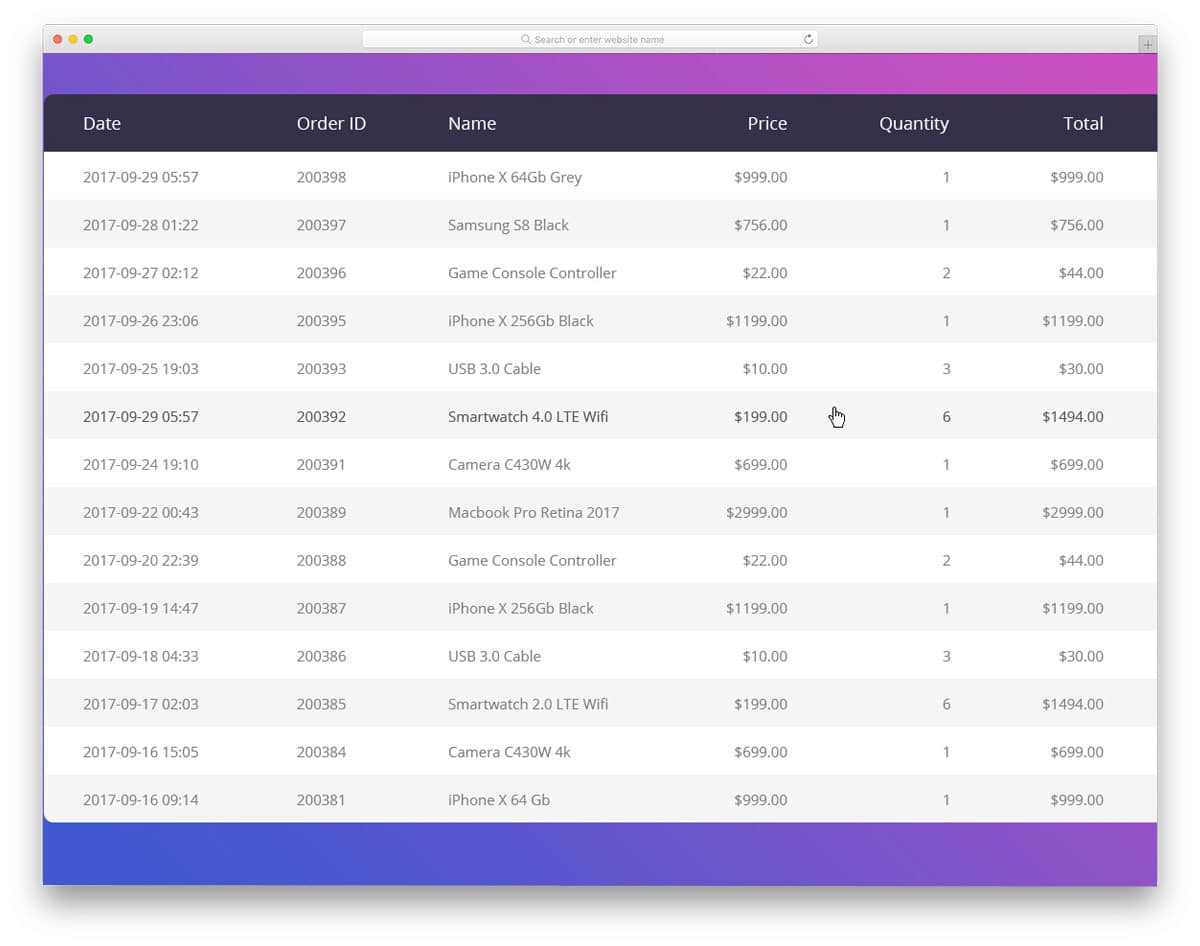 Search or enter website name
Date Order ID Name Price Quantity Total
2017-09-29 05:57 200398 iPhone X 64Gb Grey $999.00 1 $999.00
2017-09-28 01:22 200397 Samsung S8 Black $756.00 1 $756.00
2017-09-27 02:12 200396 Game Console Controller $22.00 2 $44.00
2017-09-26 23:06 200395 iPhone X 256Gb Black $1199.00 1 $1199.00
2017-09-25 19:03 200393 USB 3.0 Cable $10.00 3 $30.00
2017-09-29 05:57 200392 Smartwatch 4.0 LTE Wifi $199.00 6 $1494.00
2017-09-24 19:10 200391 Camera C430W 4k $699.00 1 $699.00
2017-09-22 00:43 200389 Macbook Pro Retina 2017 $2999.00 1 $2999.00
2017-09-20 22:39 200388 Game Console Controller $22.00 2 $44.00
2017-09-19 14:47 200387 iPhone X 256Gb Black $1199.00 1 $1199.00
2017-09-18 04:33 200386 USB 3.0 Cable $10.00 3 $30.00
2017-09-17 02:03 200385 Smartwatch 2.0 LTE Wifi $199.00 6 $1494.00
2017-09-16 15:05 200384 Camera C430W 4k $699.00 1 $699.00
2017-09-16 09:14 200381 iPhone X 64 Gb $999.00 1 $999.00